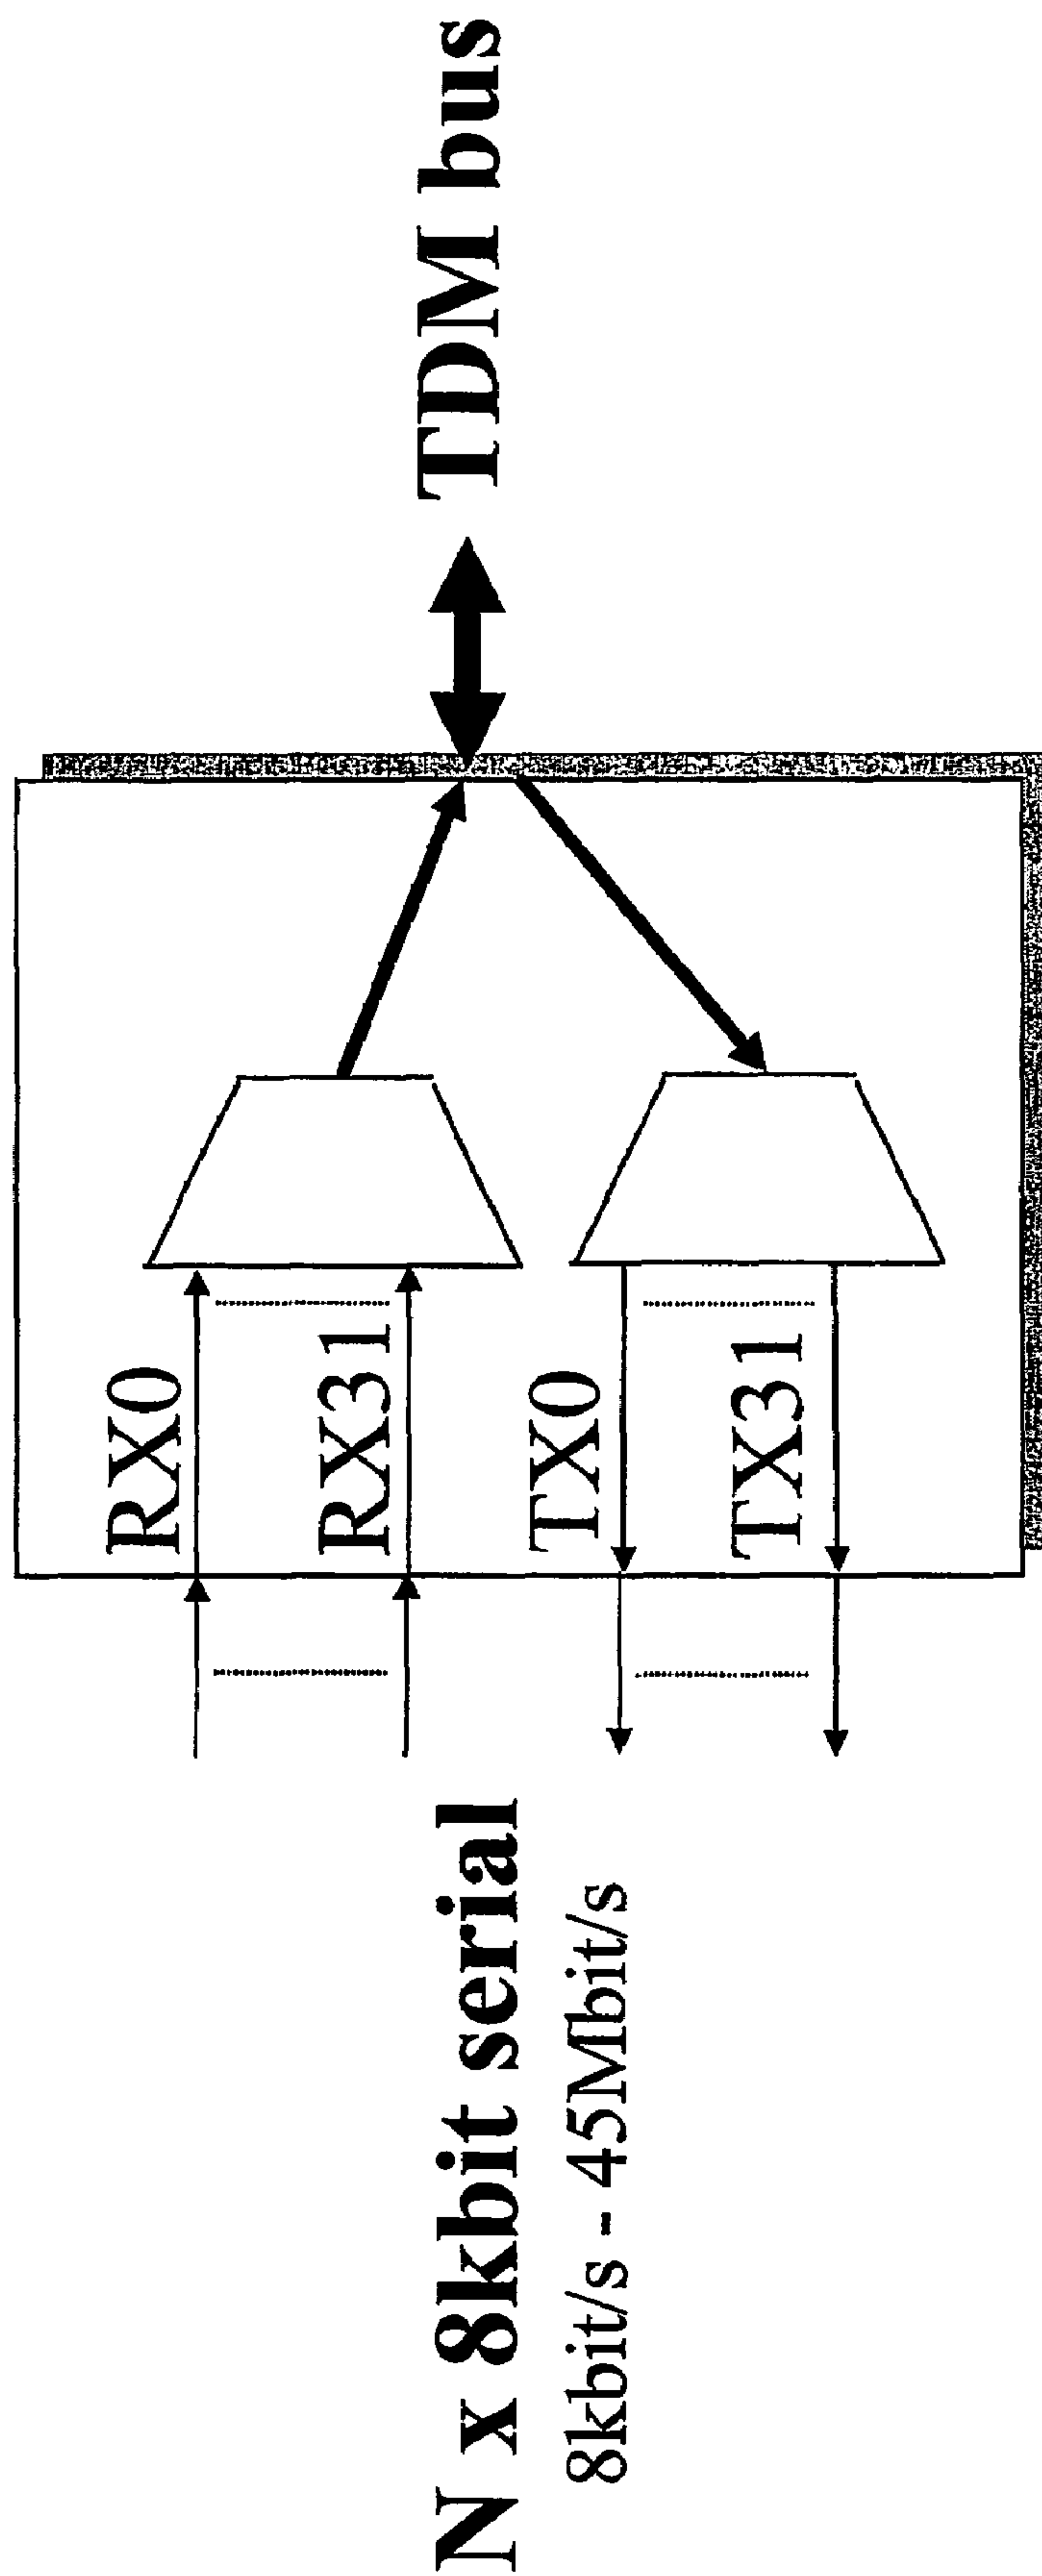 N x 8kbit serial
8kbit/s - 45Mbit/s
RX0
RX31
TX0
TX31
TDM bus